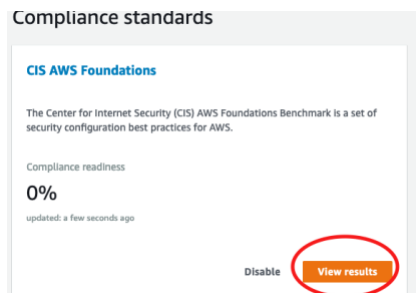 Compliance standards
CIS AWS Foundations
The Center for Internet Security (CIS) AWS Foundations Benchmark is a set of
security configuration best practices for AWS.
Compliance readiness
0%
updated: a few seconds ago
Disable View results